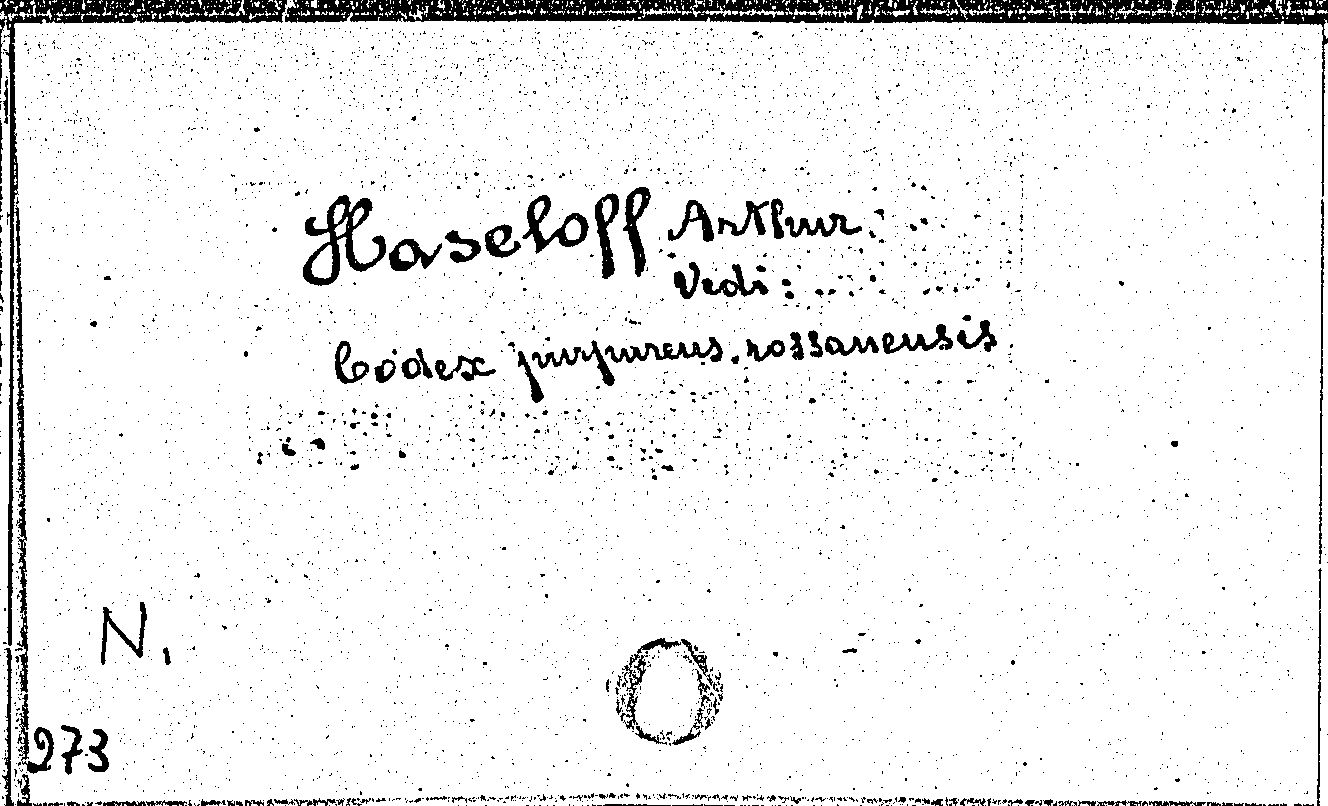 Haseloff Arthur.
Vedi:
Codex purpureus rossanensis
N.
273